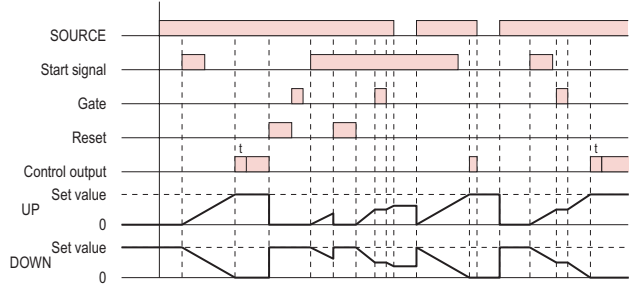 SOURCE
Start signal
Gate
Reset
t
t
Control output
Set value
UP
0
Set value
DOWN
0